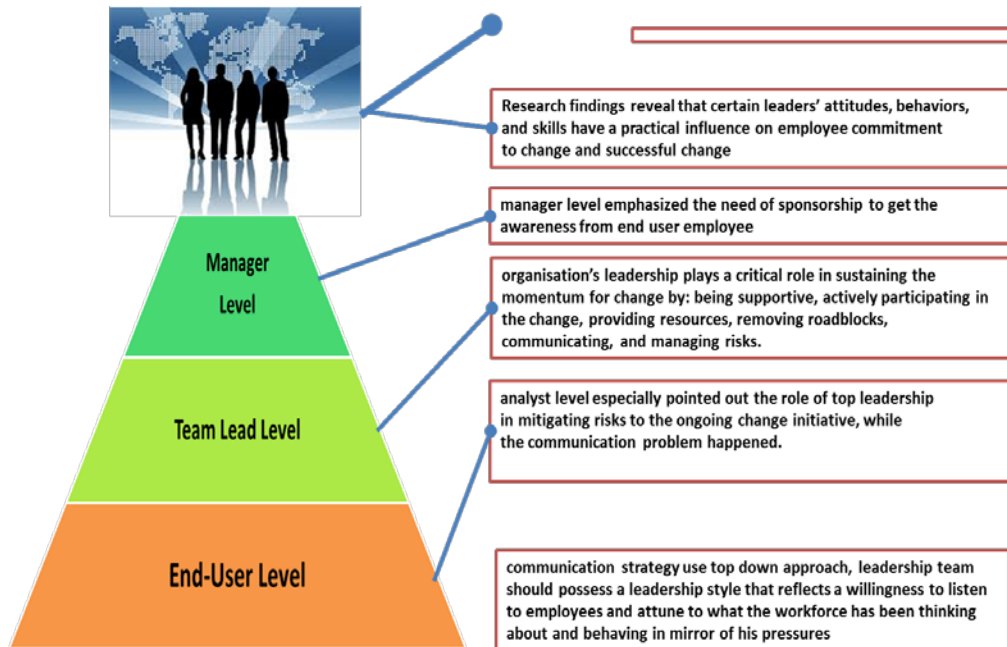 Research findings reveal that certain leaders' attitudes, behaviors,
and skills have a practical influence on employee commitment
to change and successful change
manager level emphasized the need of sponsorship to get the
awareness from end user employee
Manager
Level
organisation's leadership plays a critical role in sustaining the
momentum for change by: being supportive, actively participating in
the change, providing resources, removing roadblocks,
communicating, and managing risks.
Team Lead Level
analyst level especially pointed out the role of top leadership
in mitigating risks to the ongoing change initiative, while
the communication problem happened.
End-User Level
communication strategy use top down approach, leadership team
should possess a leadership style that reflects a willingness to listen
to employees and attune to what the workforce has been thinking
about and behaving in mirror of his pressures